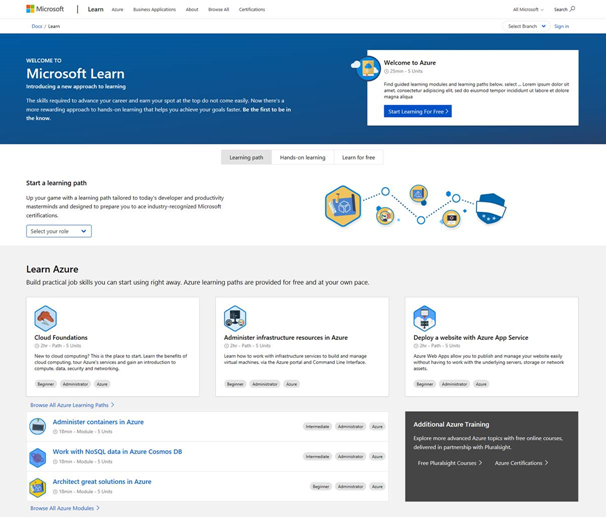 Microsoft | Learn Azure Business Applications About Browse All Certifications All Microsoft Search
Docs / Learn Select Branch Sign in
WELCOME TO
Microsoft Learn
Introducing a new approach to learning
The skills required to advance your career and earn your spot at the top do not come easily. Now there's a
more rewarding approach to hands-on learning that helps you achieve your goals faster. Be the first to be in
the know.
Welcome to Azure
25min - 5 Units
Find guided learning modules and learning paths below. select ... Lorem ipsum dolor sit
amet, consectetur adipiscing elit, sed do eiusmod tempor incididunt ut labore et dolore
magna aliqua
Start Learning For Free
Learning path Hands-on learning Learn for free
Start a learning path
Up your game with a learning path tailored to today's developer and productivity
masterminds and designed to prepare you to ace industry-recognized Microsoft
certifications.
Select your role
Learn Azure
Build practical job skills you can start using right away. Azure learning paths are provided for free and at your own pace.
Cloud Foundations
2hr - Path - 5 Units
New to cloud computing? This is the place to start. Learn the benefits of
cloud computing, tour Azure's services and gain an introduction to
compute, data, security and networking.
Beginner Administrator Azure
Administer infrastructure resources in Azure
2hr - Path - 5 Units
Learn how to work with infrastructure services to build and manage
virtual machines, via the Azure portal and Command Line Interface.
Beginner Administrator Azure
Deploy a website with Azure App Service
2hr - Path - 5 Units
Azure Web Apps allow you to publish and manage your website easily
without having to work with the underlying servers, storage or network
assets.
Beginner Administrator Azure
Browse All Azure Learning Paths
Administer containers in Azure
18min - Module - 5 Units
Intermediate Administrator Azure
Work with NoSQL data in Azure Cosmos DB
18min - Module - 5 Units
Intermediate Administrator Azure
Architect great solutions in Azure
18min - Module - 5 Units
Beginner Administrator Azure
Browse All Azure Modules
Additional Azure Training
Explore more advanced Azure topics with free online courses,
delivered in partnership with Pluralsight.
Free Pluralsight Courses Azure Certifications